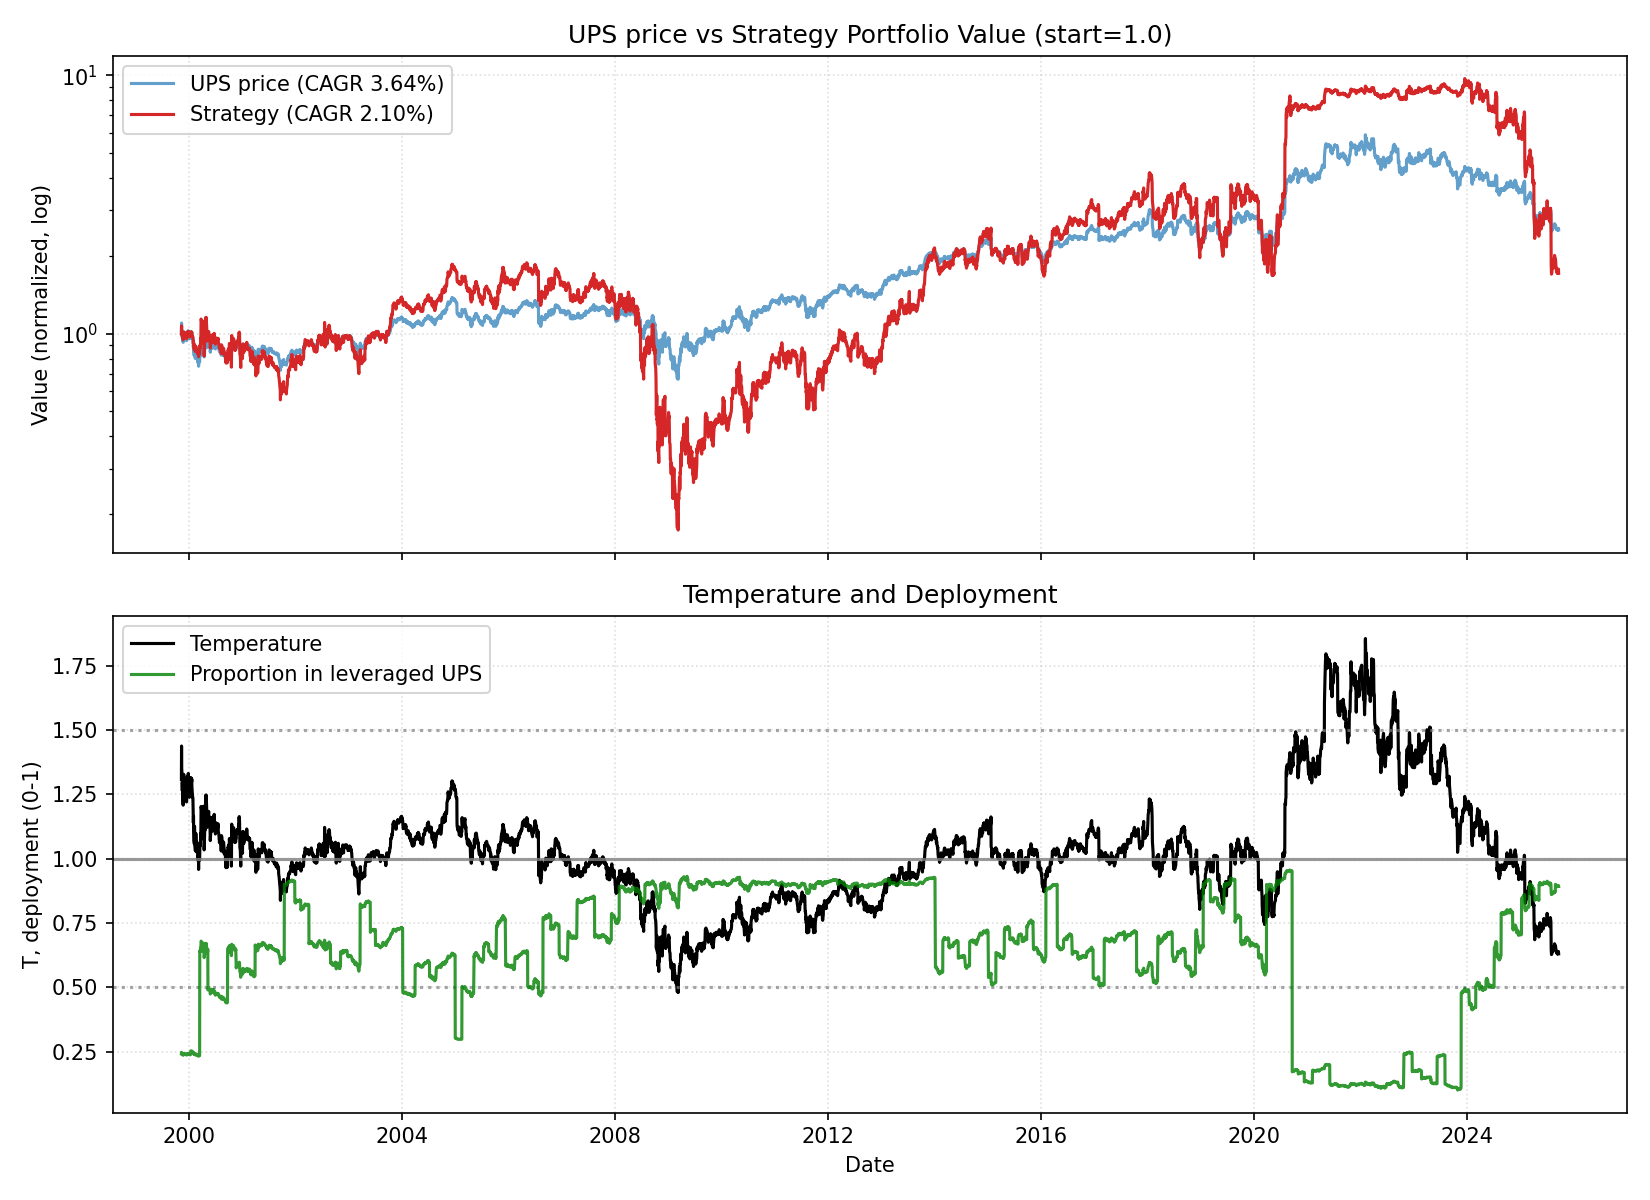 UPS price vs Strategy Portfolio Value (start=1.0)
UPS price (CAGR 3.64%)
Strategy (CAGR 2.10%)
Value (normalized, log)
10¹
10⁰
Temperature and Deployment
Temperature
Proportion in leveraged UPS
T, deployment (0-1)
1.75
1.50
1.25
1.00
0.75
0.50
0.25
2000 2004 2008 2012 2016 2020 2024
Date